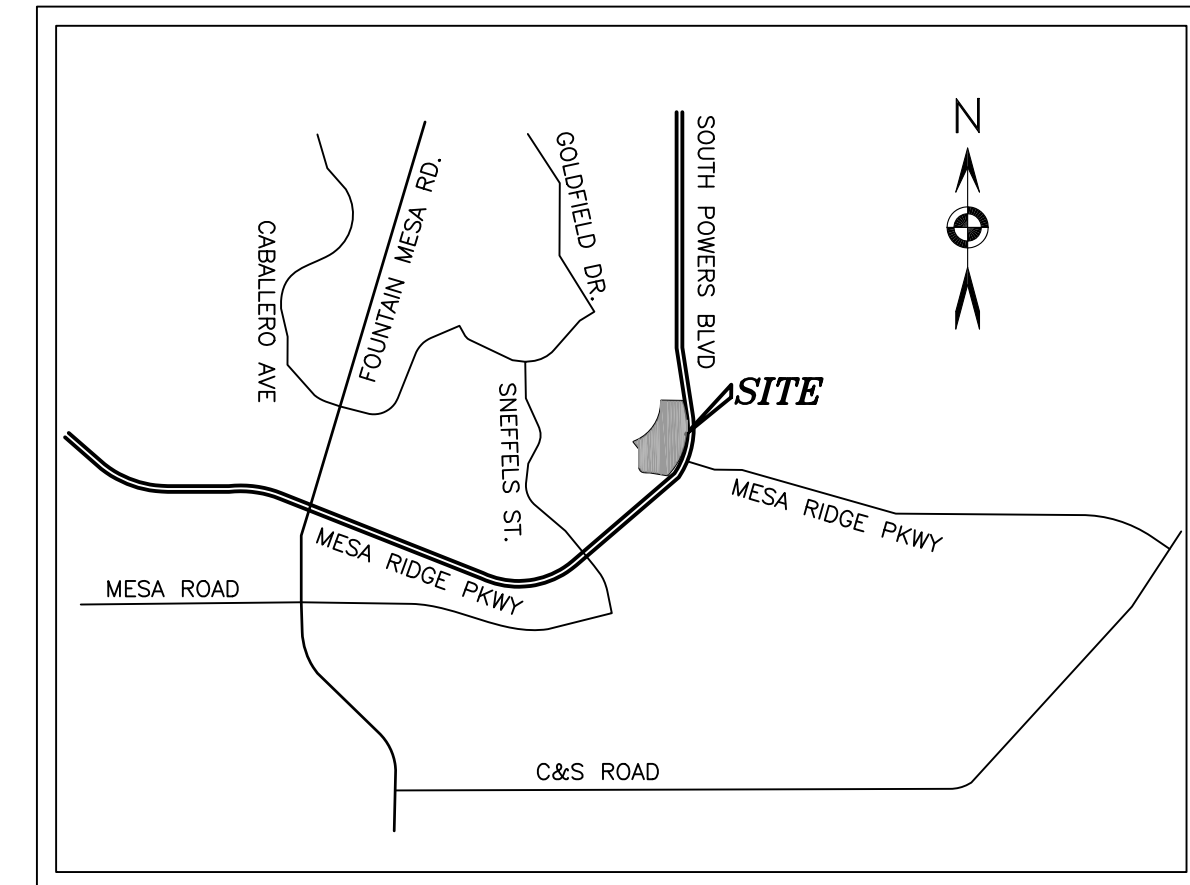 N
SOUTH POWERS BLVD
GOLDFIELD DR.
FOUNTAIN MESA RD.
CABALLERO AVE
SITE
SNEFFELS ST.
MESA RIDGE PKWY
MESA RIDGE PKWY
MESA ROAD
C&S ROAD